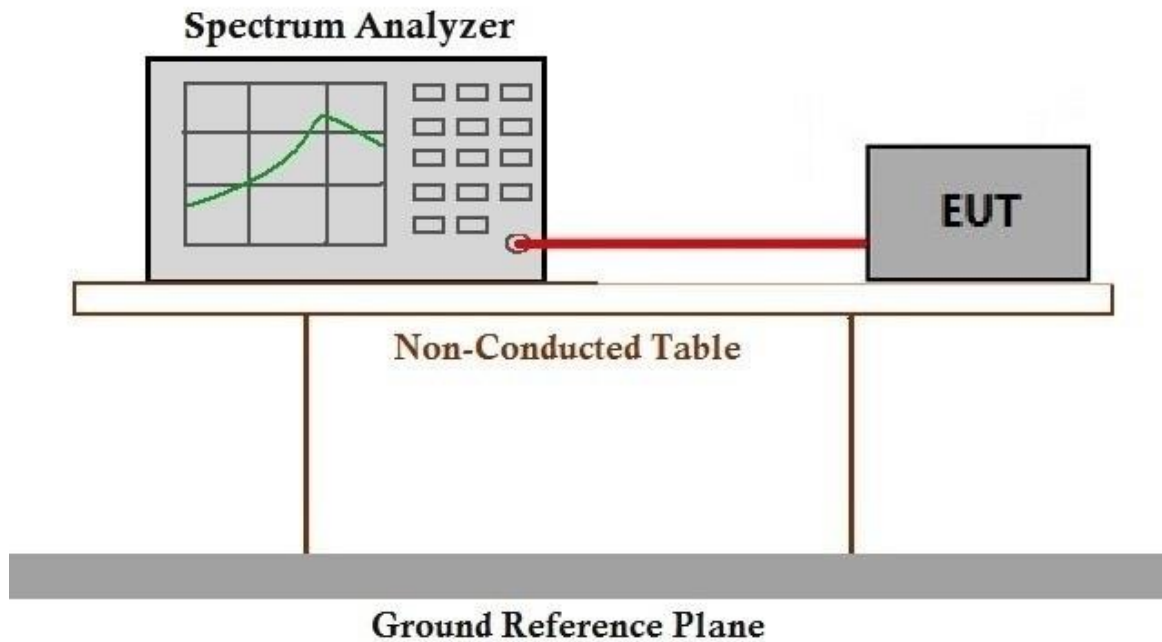 Spectrum Analyzer
EUT
Non-Conducted Table
Ground Reference Plane